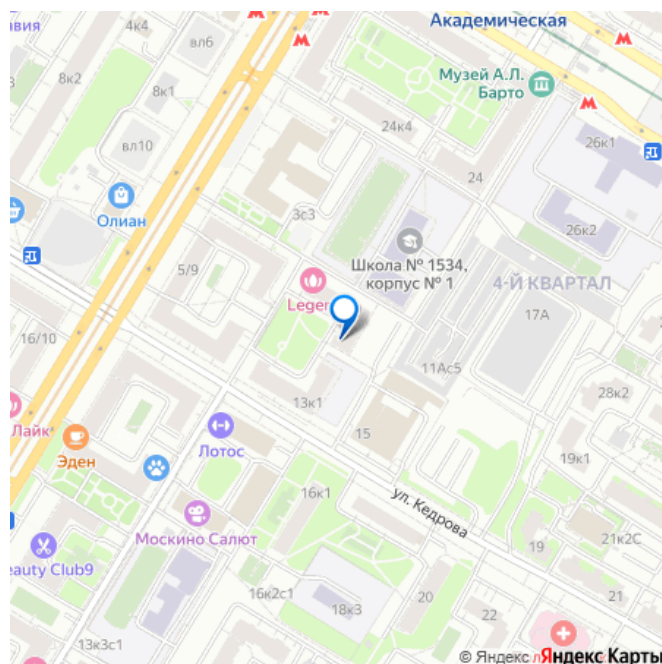 авия
4к4
вл6
Академическая
8к2
8к1
Музей А.Л.
Барто
вл10
24к4
26к1
24
Олиан
3с3
26к2
Школа № 1534,
корпус № 1
4-Й КВАРТАЛ
5/9
Leger
17А
16/10
11Ас5
13к1
28к2
Лайк
Лотос
15
Эден
19к1
16к1
ул. Кедрова
Москино Салют
19
21к2С
eauty Club9
16к2с1
18к3
20
22
13к3с1
© Яндекс
Яндекс Карты